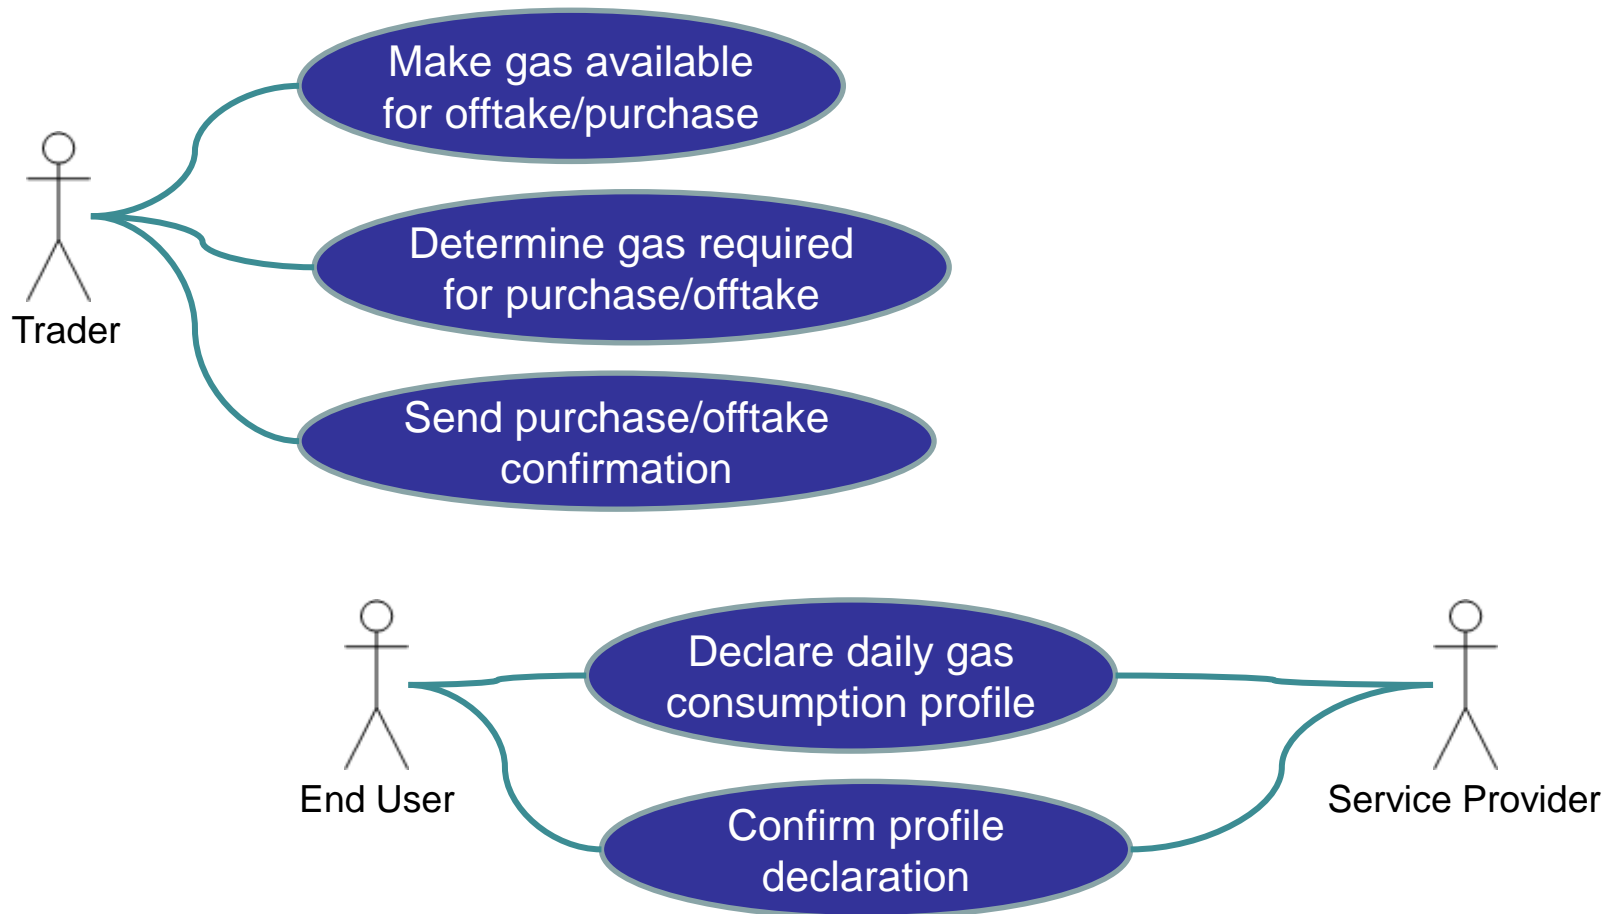 Make gas available
for offtake/purchase
Determine gas required
for purchase/offtake
Trader
Send purchase/offtake
confirmation
Declare daily gas
consumption profile
End User
Service Provider
Confirm profile
declaration